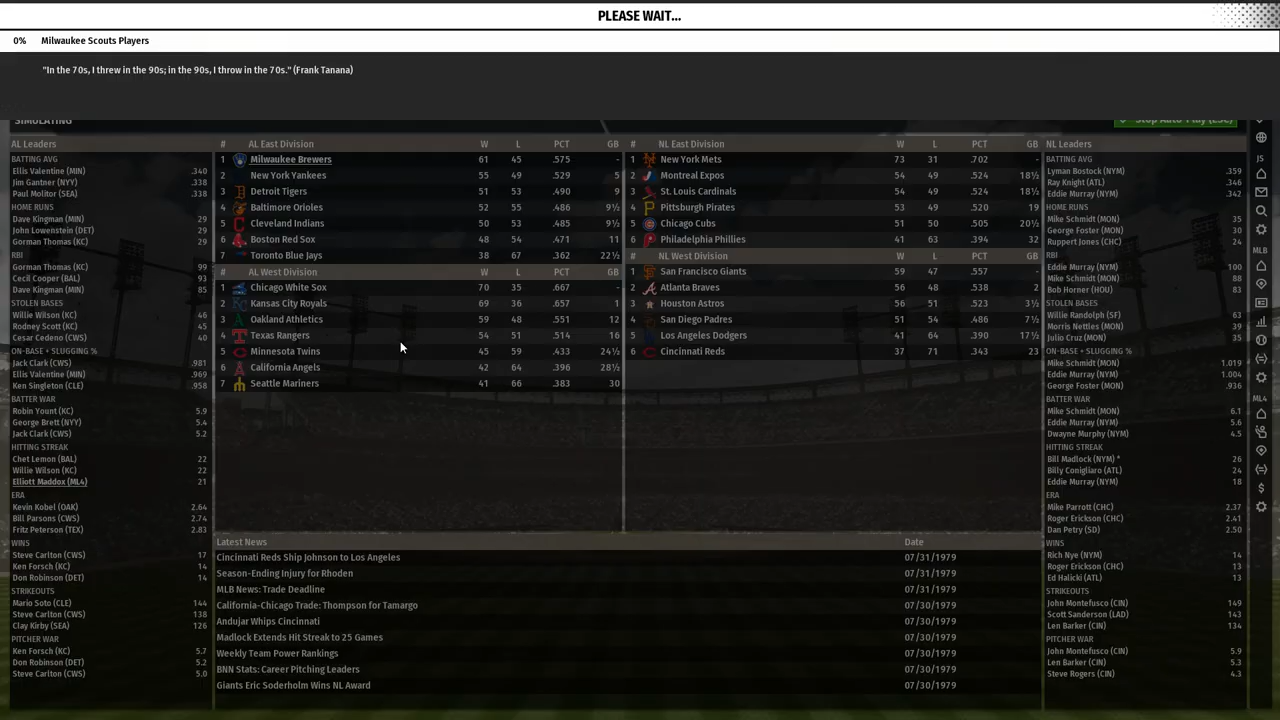 PLEASE WAIT...
0% Milwaukee Scouts Players
"In the 70s, I threw in the 90s; in the 90s, I throw in the 70s." (Frank Tanana)
SIMULATING
Stop Auto-Play (ESC)
AL Leaders
BATTING AVG
Ellis Valentine (MIN) .340
Jim Gantner (NYY) .338
Paul Molitor (SEA) .338
HOME RUNS
Dave Kingman (MIN) 29
John Lowenstein (DET) 29
Gorman Thomas (KC) 29
RBI
Gorman Thomas (KC) 99
Cecil Cooper (BAL) 93
Dave Kingman (MIN) 85
STOLEN BASES
Willie Wilson (KC) 46
Rodney Scott (KC) 45
Cesar Cedeno (KC) 40
ON-BASE + SLUGGING %
Jack Clark (CWS) .981
Ellis Valentine (MIN) .969
Ken Singleton (CLE) .958
BATTER WAR
Robin Yount (KC) 5.9
George Brett (NYY) 5.4
Jack Clark (CWS) 5.2
HITTING STREAK
Chet Lemon (BAL) 22
Willie Wilson (KC) 22
Elliott Maddox (ML4) 21
ERA
Kevin Kobel (OAK) 2.64
Bill Parsons (CWS) 2.74
Fritz Peterson (TEX) 2.83
WINS
Steve Carlton (CWS) 17
Ken Forsch (KC) 14
Don Robinson (DET) 14
STRIKEOUTS
Mario Soto (CLE) 144
Steve Carlton (CWS) 138
Clay Kirby (SEA) 126
PITCHER WAR
Ken Forsch (KC) 5.7
Don Robinson (DET) 5.2
Steve Carlton (CWS) 5.0
# AL East Division W L PCT GB
1 Milwaukee Brewers 61 45 .575 -
2 New York Yankees 55 49 .529 5
3 Detroit Tigers 51 53 .490 9
4 Baltimore Orioles 52 55 .486 9½
5 Cleveland Indians 50 53 .485 9½
6 Boston Red Sox 48 54 .471 11
7 Toronto Blue Jays 38 67 .362 22½
# AL West Division W L PCT GB
1 Chicago White Sox 70 35 .667 -
2 Kansas City Royals 69 36 .657 1
3 Oakland Athletics 59 48 .551 12
4 Texas Rangers 54 51 .514 16
5 Minnesota Twins 45 59 .433 24½
6 California Angels 42 64 .396 28½
7 Seattle Mariners 41 66 .383 30
# NL East Division W L PCT GB
1 New York Mets 73 31 .702 -
2 Montreal Expos 54 49 .524 18½
3 St. Louis Cardinals 54 49 .524 18½
4 Pittsburgh Pirates 53 49 .520 19
5 Chicago Cubs 51 50 .505 20½
6 Philadelphia Phillies 41 63 .394 32
# NL West Division W L PCT GB
1 San Francisco Giants 59 47 .557 -
2 Atlanta Braves 56 48 .538 2
3 Houston Astros 56 51 .523 3½
4 San Diego Padres 51 54 .486 7½
5 Los Angeles Dodgers 41 64 .390 17½
6 Cincinnati Reds 37 71 .343 23
Latest News Date
Cincinnati Reds Ship Johnson to Los Angeles 07/31/1979
Season-Ending Injury for Rhoden 07/31/1979
MLB News: Trade Deadline 07/31/1979
California-Chicago Trade: Thompson for Tamargo 07/30/1979
Andujar Whips Cincinnati 07/30/1979
Madlock Extends Hit Streak to 25 Games 07/30/1979
Weekly Team Power Rankings 07/30/1979
BNN Stats: Career Pitching Leaders 07/30/1979
Giants Eric Soderholm Wins NL Award 07/30/1979
NL Leaders
BATTING AVG
Lyman Bostock (NYM) .359
Ray Knight (ATL) .346
Eddie Murray (NYM) .342
HOME RUNS
Mike Schmidt (MON) 35
George Foster (MON) 30
Ruppert Jones (CHC) 24
RBI
Eddie Murray (NYM) 100
Mike Schmidt (MON) 88
Bob Horner (HOU) 83
STOLEN BASES
Willie Randolph (SF) 63
Morris Nettles (MON) 39
Julio Cruz (MON) 35
ON-BASE + SLUGGING %
Mike Schmidt (MON) 1.019
Eddie Murray (NYM) 1.004
George Foster (MON) .936
BATTER WAR
Mike Schmidt (MON) 6.1
Eddie Murray (NYM) 5.6
Dwayne Murphy (NYM) 4.5
HITTING STREAK
Bill Madlock (NYM) * 26
Billy Conigliaro (ATL) 24
Eddie Murray (NYM) 18
ERA
Mike Parrott (CHC) 2.37
Roger Erickson (CHC) 2.41
Dan Petry (SD) 2.50
WINS
Rich Nye (NYM) 14
Roger Erickson (CHC) 13
Ed Halicki (ATL) 13
STRIKEOUTS
John Montefusco (CIN) 149
Scott Sanderson (LAD) 143
Len Barker (CIN) 134
PITCHER WAR
John Montefusco (CIN) 5.9
Len Barker (CIN) 5.3
Steve Rogers (CIN) 4.3
JS
MLB
ML4